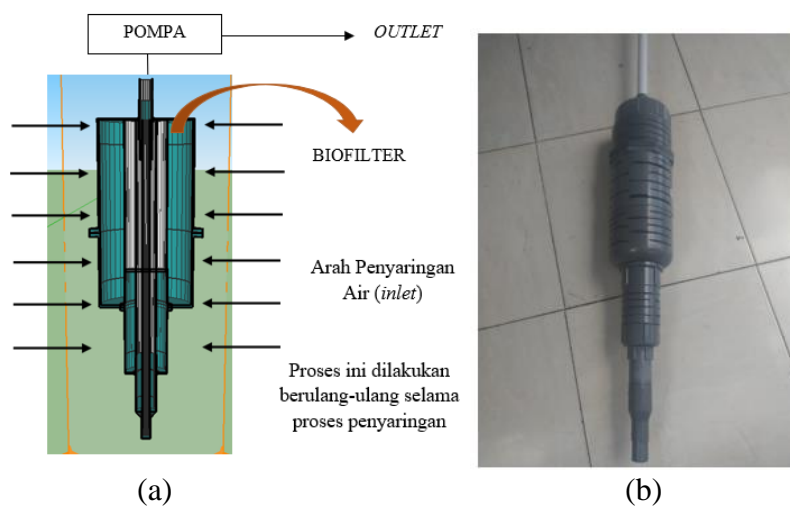 POMPA
OUTLET
BIOFILTER
Arah Penyaringan
Air (inlet)
Proses ini dilakukan
berulang-ulang selama
proses penyaringan
(a)
(b)